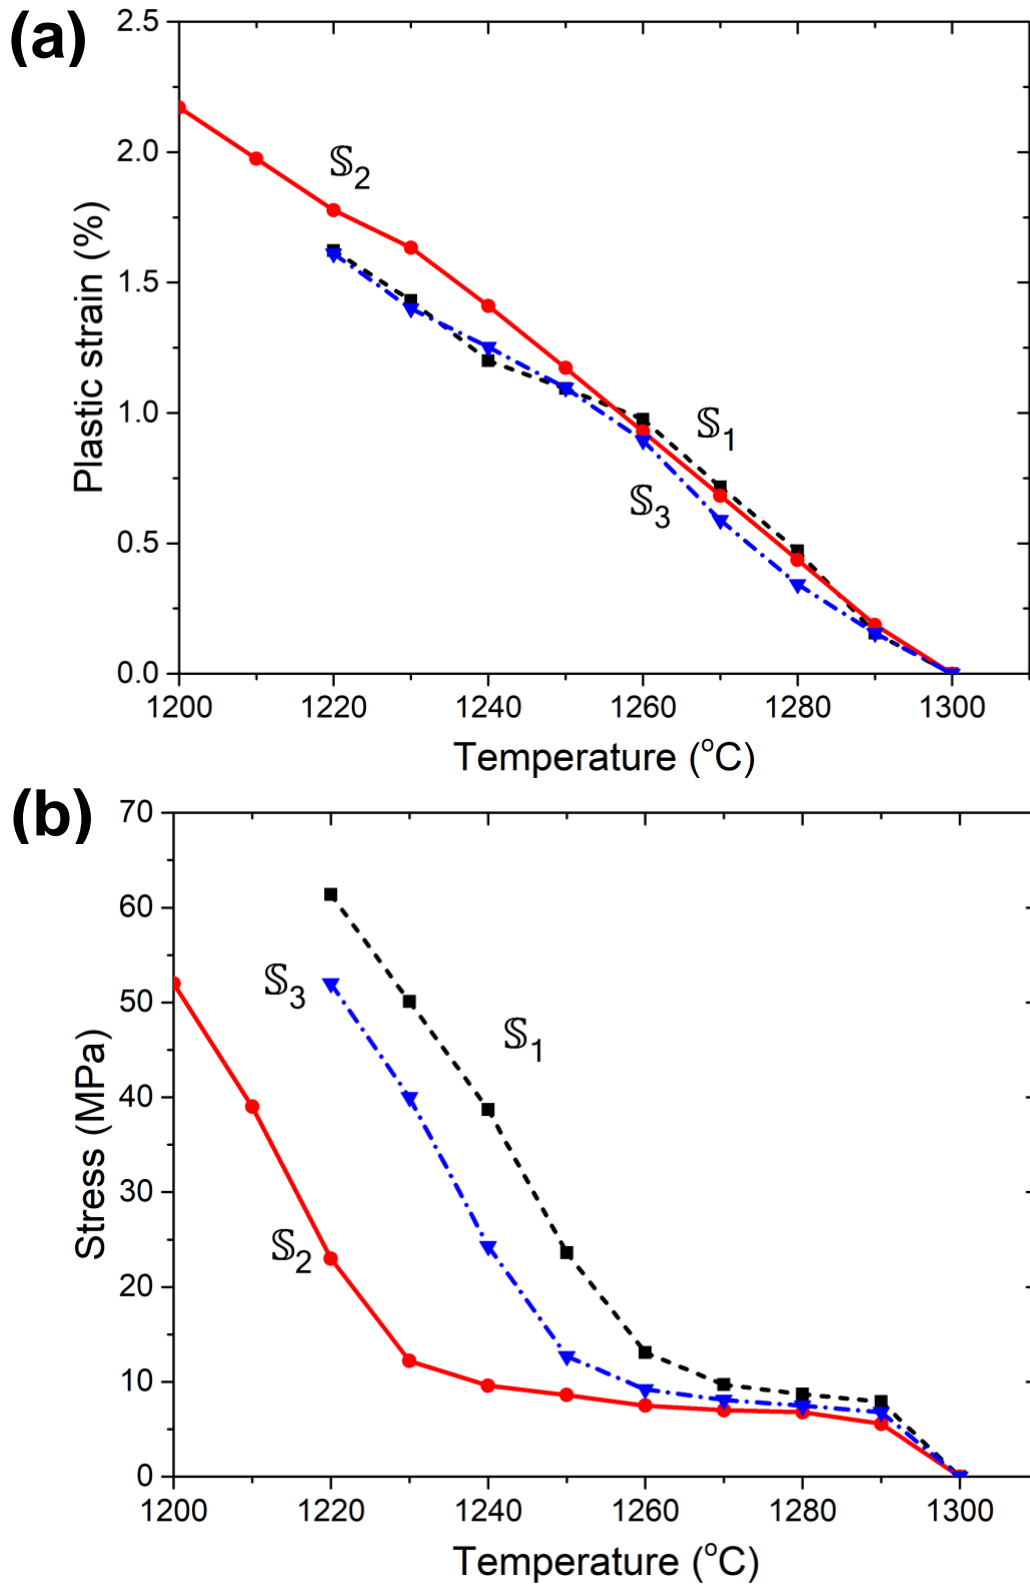 (a)
2.5
2.0
1.5
1.0
0.5
0.0
Plastic strain (%)
𝕊2
𝕊1
𝕊3
1200 1220 1240 1260 1280 1300
Temperature (°C)
(b)
70
60
50
40
30
20
10
0
Stress (MPa)
𝕊3
𝕊1
𝕊2
1200 1220 1240 1260 1280 1300
Temperature (°C)